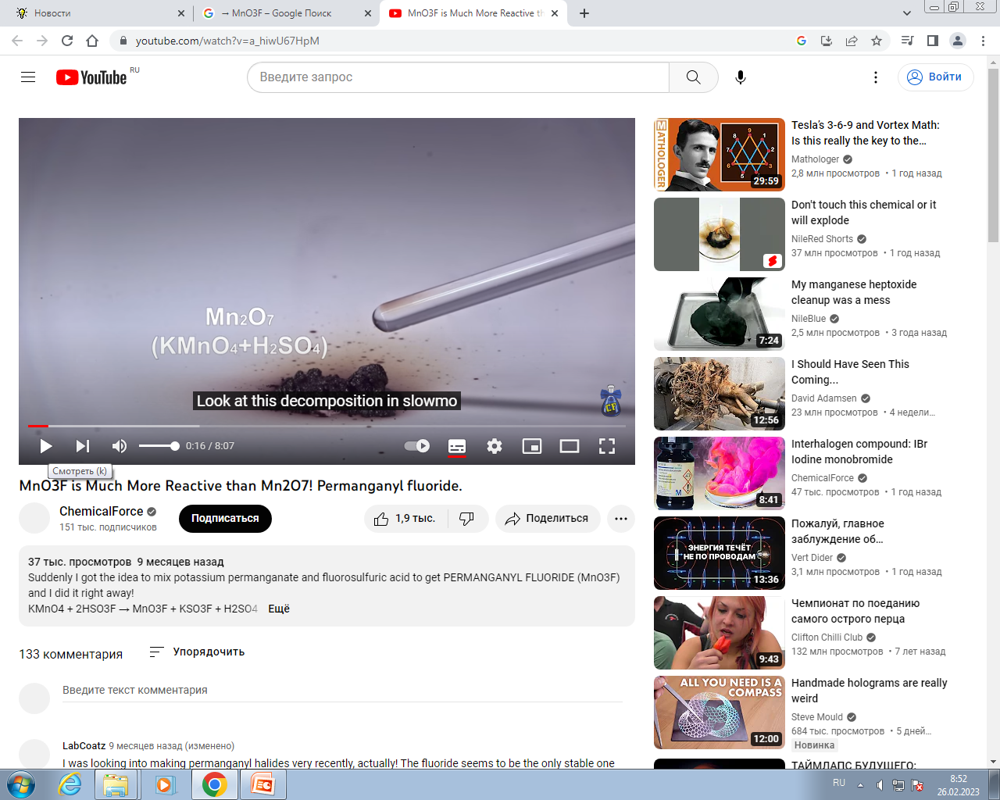 Новости
→ MnO3F – Google Поиск
MnO3F is Much More Reactive th
youtube.com/watch?v=a_hiwU67HpM
YouTube RU
Введите запрос
Войти
Mn2O7
(KMnO4+H2SO4)
CF
Look at this decomposition in slowmo
0:16 / 8:07
Смотреть (k)
MnO3F is Much More Reactive than Mn2O7! Permanganyl fluoride.
ChemicalForce
151 тыс. подписчиков
Подписаться
1,9 тыс.
Поделиться
37 тыс. просмотров 9 месяцев назад
Suddenly I got the idea to mix potassium permanganate and fluorosulfuric acid to get PERMANGANYL FLUORIDE (MnO3F)
and I did it right away!
KMnO4 + 2HSO3F → MnO3F + KSO3F + H2SO4 Ещё
133 комментария
Упорядочить
Введите текст комментария
LabCoatz 9 месяцев назад (изменено)
I was looking into making permanganyl halides very recently, actually! The fluoride seems to be the only stable one
MATHOLOGER
9
8 1
7 2
6 3
5
29:59
Tesla’s 3-6-9 and Vortex Math:
Is this really the key to the…
Mathologer
2,8 млн просмотров • 1 год назад
Don't touch this chemical or it
will explode
NileRed Shorts
37 млн просмотров • 1 год назад
7:24
My manganese heptoxide
cleanup was a mess
NileBlue
2,5 млн просмотров • 3 года назад
12:56
I Should Have Seen This
Coming...
David Adamsen
23 млн просмотров • 4 недели…
8:41
Interhalogen compound: IBr
Iodine monobromide
ChemicalForce
47 тыс. просмотров • 1 год назад
ЭНЕРГИЯ ТЕЧЁТ
НЕ ПО ПРОВОДАМ
13:36
Пожалуй, главное
заблуждение об…
Vert Dider
3,1 млн просмотров • 1 год назад
9:43
Чемпионат по поеданию
самого острого перца
Clifton Chilli Club
132 млн просмотров • 7 лет назад
ALL YOU NEED IS A
COMPASS
12:00
Handmade holograms are really
weird
Steve Mould
684 тыс. просмотров • 5 дней…
Новинка
ТАЙМЛАПС БУДУЩЕГО:
RU
8:52
26.02.2023